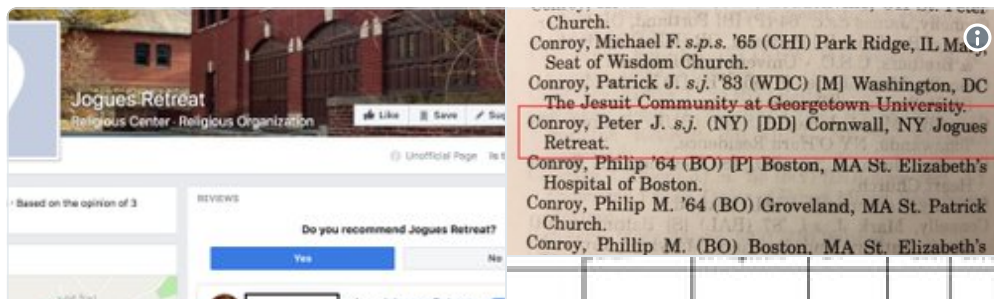 Jogues Retreat
Religious Center · Religious Organization
Like
Save
Unofficial Page
Based on the opinion of 3
REVIEWS
Do you recommend Jogues Retreat?
Yes
No
Church.
Conroy, Michael F. s.p.s. '65 (CHI) Park Ridge, IL Mary,
Seat of Wisdom Church.
Conroy, Patrick J. s.j. '83 (WDC) [M] Washington, DC
The Jesuit Community at Georgetown University.
Conroy, Peter J. s.j. (NY) [DD] Cornwall, NY Jogues
Retreat.
Conroy, Philip '64 (BO) [P] Boston, MA St. Elizabeth's
Hospital of Boston.
Conroy, Philip M. '64 (BO) Groveland, MA St. Patrick
Church.
Conroy, Phillip M. (BO) Boston, MA St. Elizabeth's